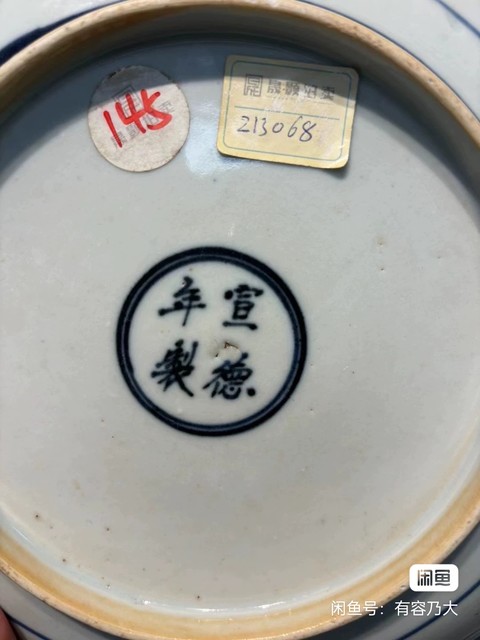 145
213068
宣德
年製
闲鱼
闲鱼号：有容乃大